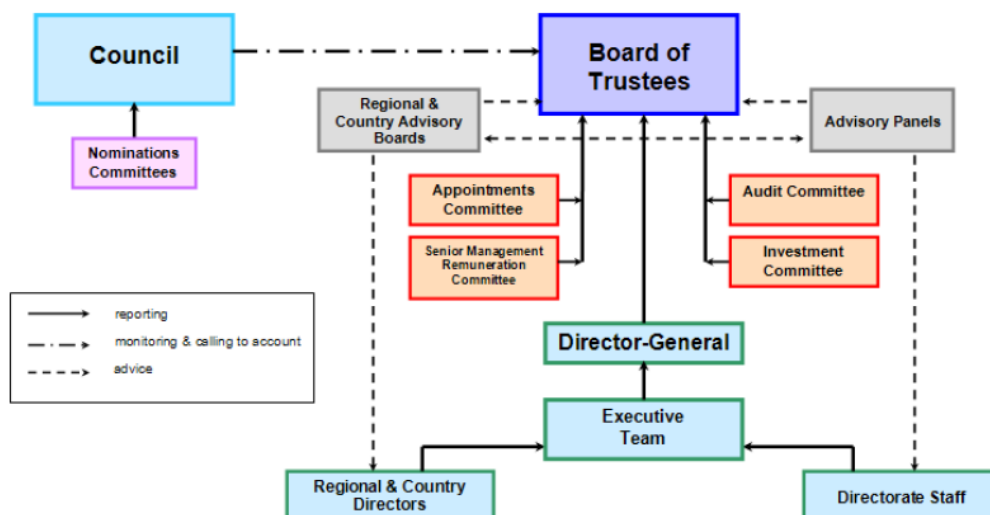 Council
Board of
Trustees
Regional &
Country Advisory
Boards
Advisory Panels
Nominations
Committees
Appointments
Committee
Audit Committee
Senior Management
Remuneration
Committee
Investment
Committee
reporting
monitoring & calling to account
advice
Director-General
Executive
Team
Regional & Country
Directors
Directorate Staff